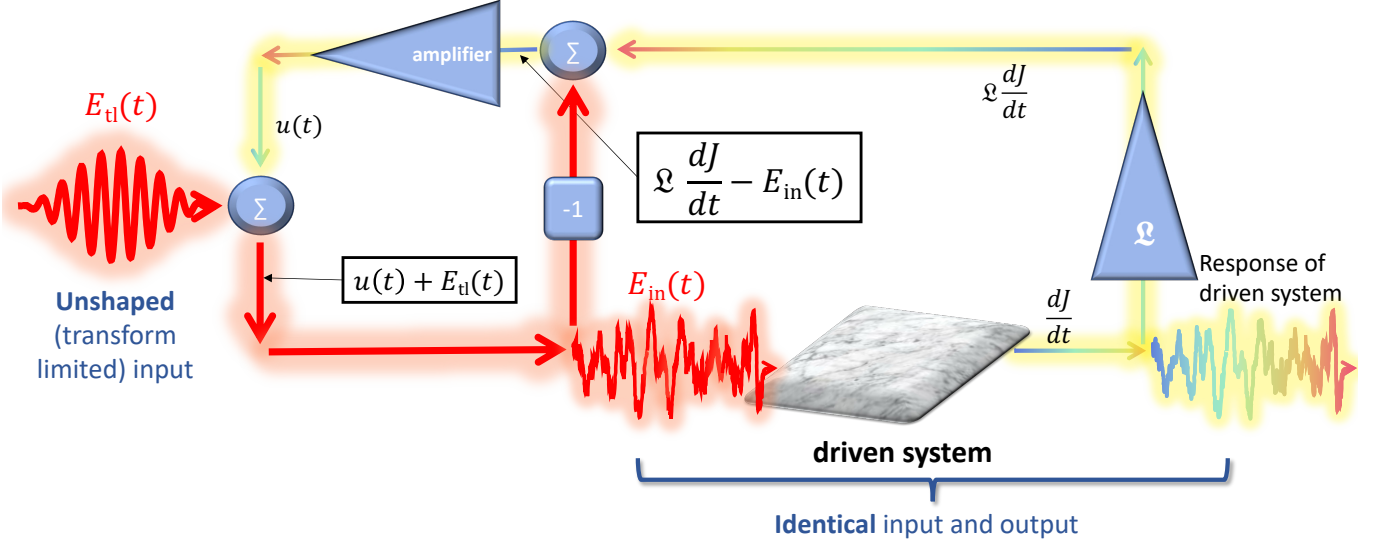 amplifier
Σ
𝔏 dJ/dt
E_tl(t)
u(t)
𝔏 dJ/dt − E_in(t)
Σ
-1
𝔏
u(t) + E_tl(t)
Unshaped
(transform
limited) input
E_in(t)
dJ/dt
Response of
driven system
driven system
Identical input and output